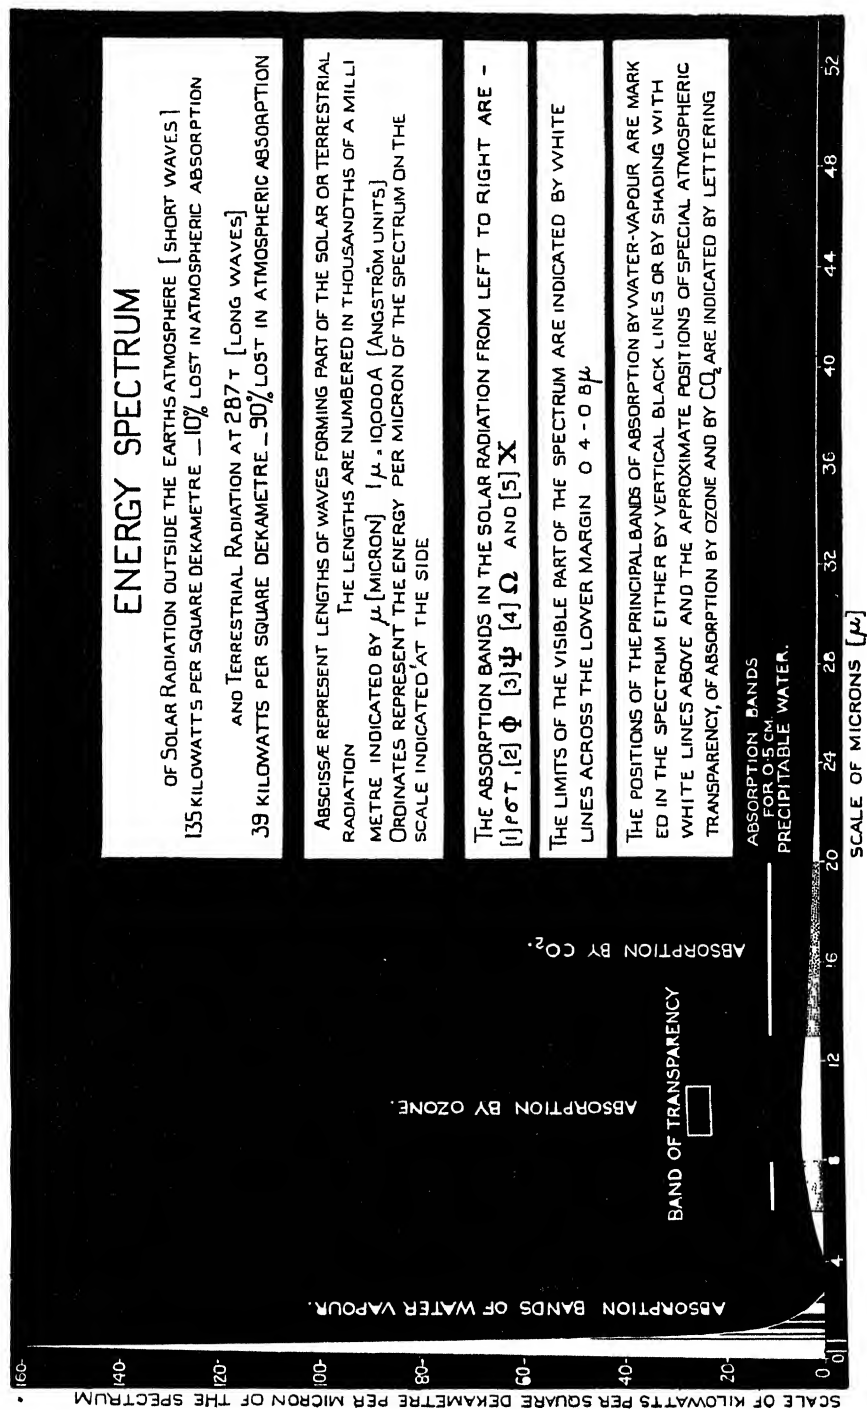 ENERGY SPECTRUM
OF SOLAR RADIATION OUTSIDE THE EARTHS ATMOSPHERE [SHORT WAVES]
135 KILOWATTS PER SQUARE DEKAMETRE _ 10% LOST IN ATMOSPHERIC ABSORPTION
AND TERRESTRIAL RADIATION AT 287 T [LONG WAVES]
39 KILOWATTS PER SQUARE DEKAMETRE _ 90% LOST IN ATMOSPHERIC ABSORPTION
ABSCISSÆ REPRESENT LENGTHS OF WAVES FORMING PART OF THE SOLAR OR TERRESTRIAL
RADIATION THE LENGTHS ARE NUMBERED IN THOUSANDTHS OF A MILLI
METRE INDICATED BY μ [MICRON] 1μ = 10,000 A [ANGSTRÖM UNITS]
ORDINATES REPRESENT THE ENERGY PER MICRON OF THE SPECTRUM ON THE
SCALE INDICATED AT THE SIDE
THE ABSORPTION BANDS IN THE SOLAR RADIATION FROM LEFT TO RIGHT ARE -
[1] ρσΤ, [2] Φ [3] Ψ [4] Ω AND [5] X
THE LIMITS OF THE VISIBLE PART OF THE SPECTRUM ARE INDICATED BY WHITE
LINES ACROSS THE LOWER MARGIN 0 4 - 0 8μ
THE POSITIONS OF THE PRINCIPAL BANDS OF ABSORPTION BY WATER-VAPOUR ARE MARK
ED IN THE SPECTRUM EITHER BY VERTICAL BLACK LINES OR BY SHADING WITH
WHITE LINES ABOVE AND THE APPROXIMATE POSITIONS OF SPECIAL ATMOSPHERIC
TRANSPARENCY, OF ABSORPTION BY OZONE AND BY CO₂ ARE INDICATED BY LETTERING
ABSORPTION BANDS OF WATER VAPOUR.
ABSORPTION BY OZONE.
BAND OF TRANSPARENCY
ABSORPTION BY CO₂.
ABSORPTION BANDS
FOR 0·5 CM.
PRECIPITABLE WATER.
SCALE OF KILOWATTS PER SQUARE DEKAMETRE PER MICRON OF THE SPECTRUM
160-
140-
120-
100-
80-
60-
40-
20-
0
0 4 8 12 16 20 24 28 32 36 40 44 48 52
SCALE OF MICRONS [μ]